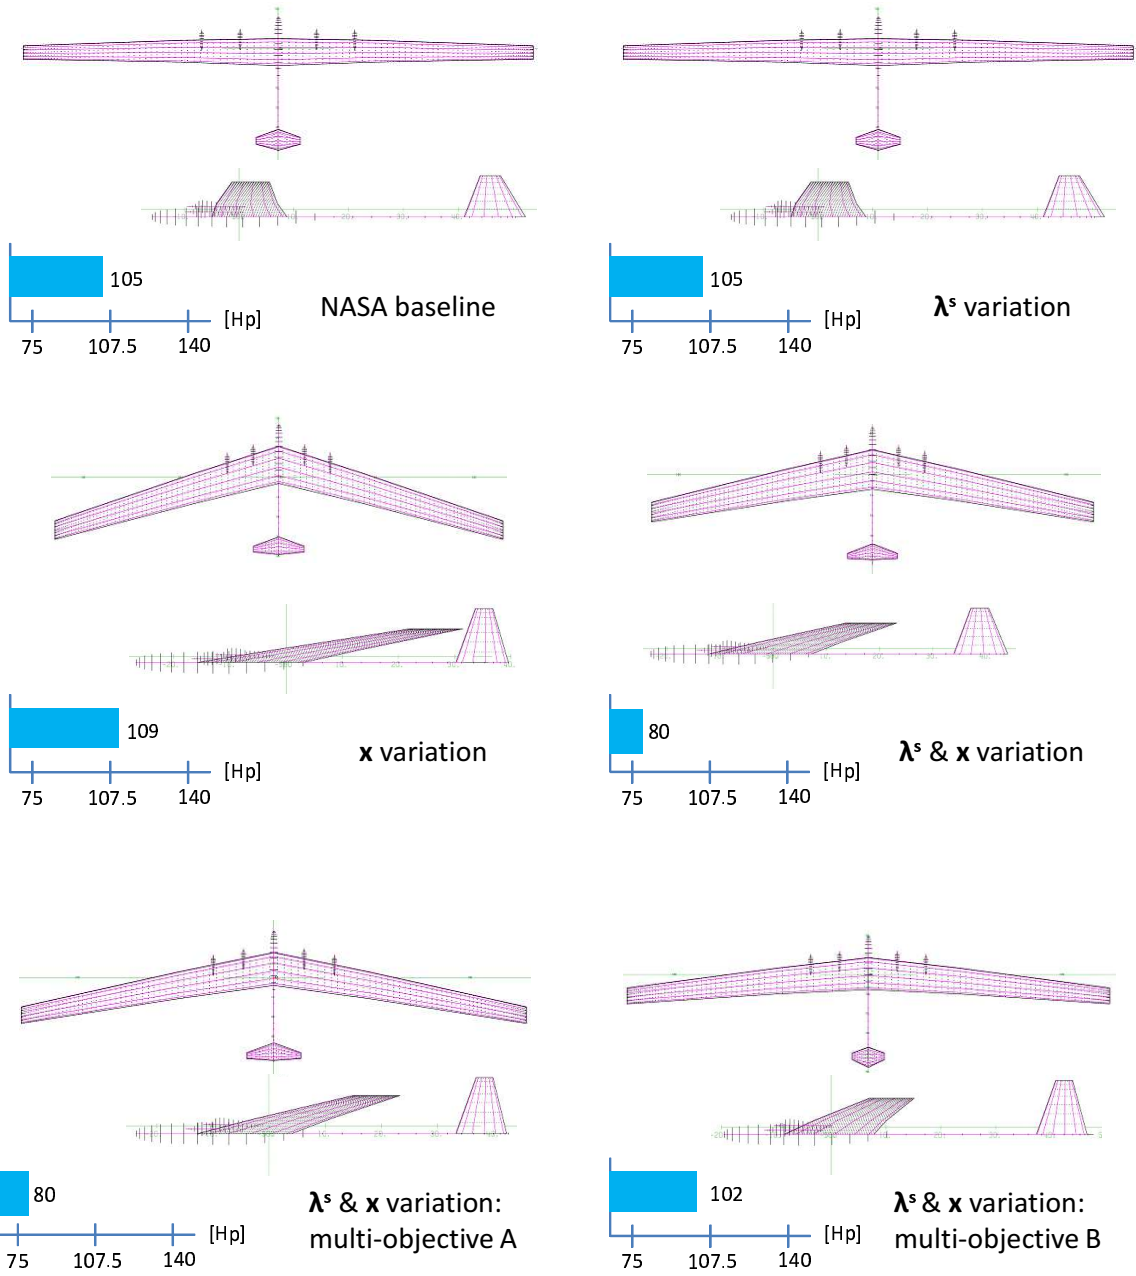 105
NASA baseline
[Hp]
75 107.5 140
105
λˢ variation
[Hp]
75 107.5 140
109
x variation
[Hp]
75 107.5 140
80
λˢ & x variation
[Hp]
75 107.5 140
80
λˢ & x variation:
multi-objective A
[Hp]
75 107.5 140
102
λˢ & x variation:
multi-objective B
[Hp]
75 107.5 140